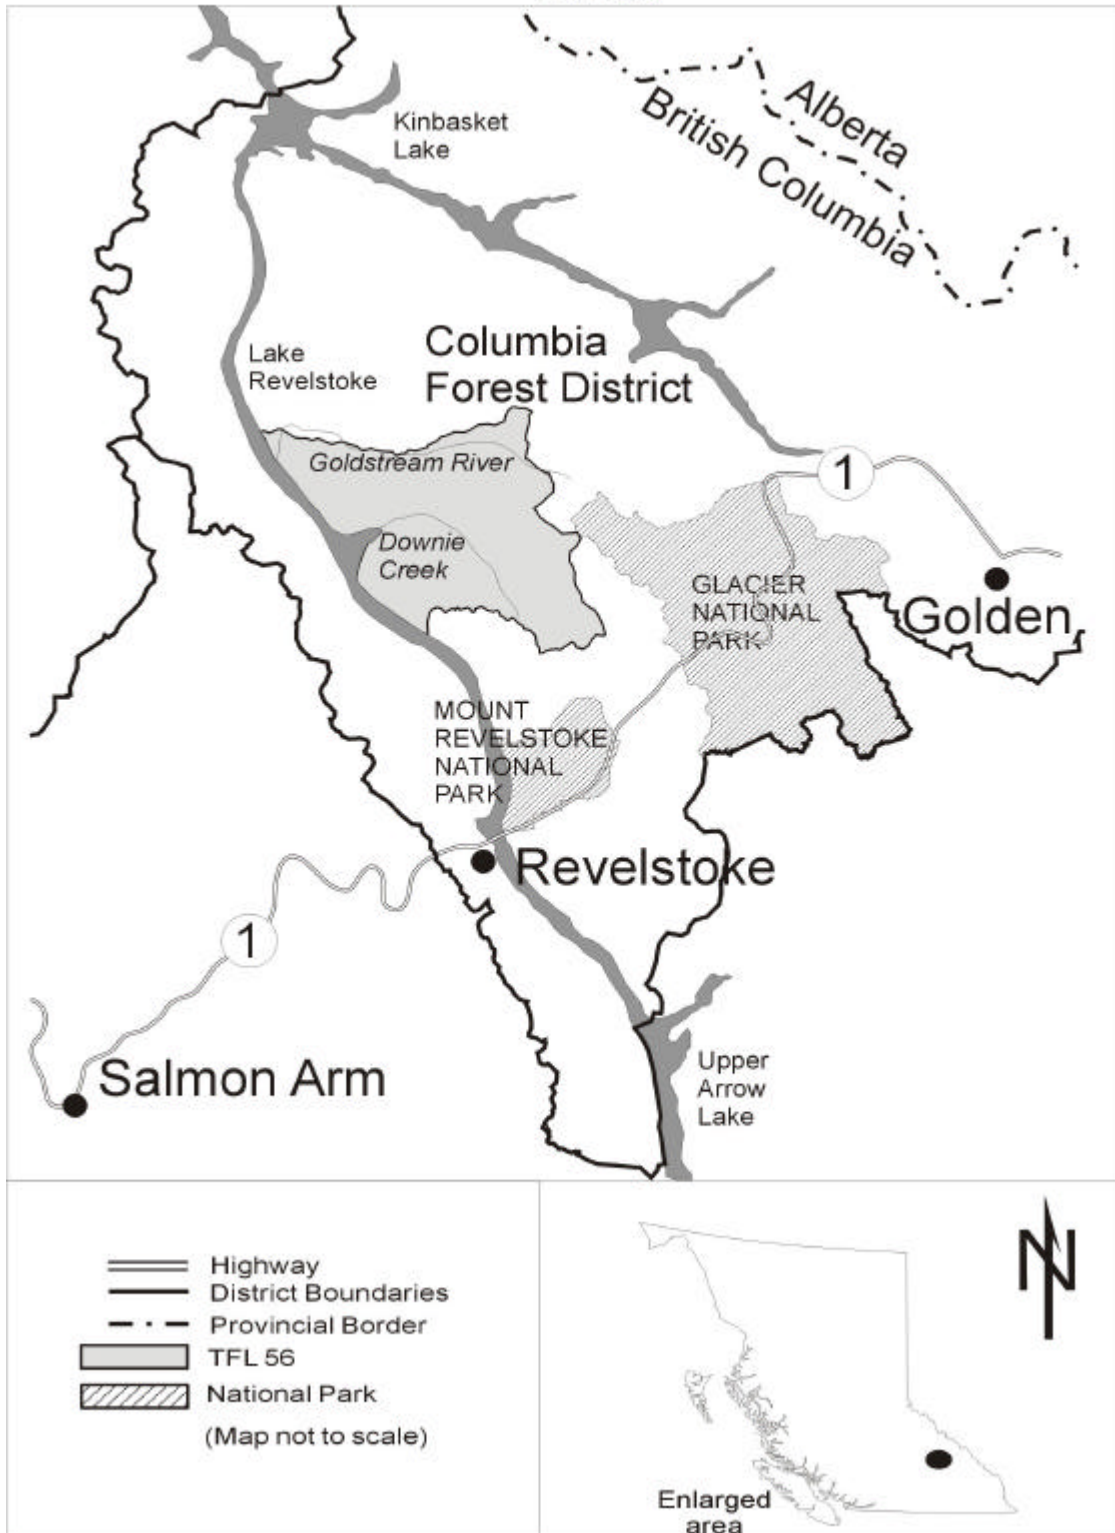 Alberta
British Columbia
Kinbasket
Lake
Lake
Revelstoke
Columbia
Forest District
Goldstream River
1
Downie
Creek
GLACIER
NATIONAL
PARK
Golden
MOUNT
REVELSTOKE
NATIONAL
PARK
Revelstoke
1
Salmon Arm
Upper
Arrow
Lake
Highway
District Boundaries
Provincial Border
TFL 56
National Park
(Map not to scale)
N
Enlarged
area